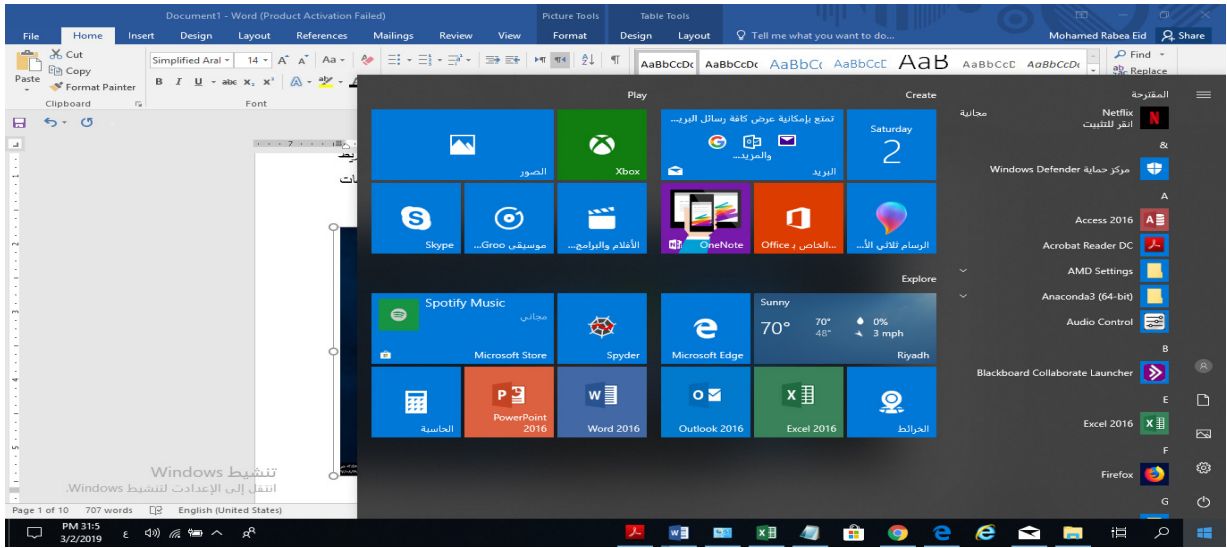 Document1 - Word (Product Activation Failed)
Picture Tools
Table Tools
File
Home
Insert
Design
Layout
References
Mailings
Review
View
Format
Design
Layout
Tell me what you want to do...
Mohamed Rabea Eid
Share
Cut
Copy
Format Painter
Paste
Clipboard
Simplified Aral
14
Font
AaBbCcDc
AaBbCcDc
AaBbCc
AaBbCcE
AaB
AaBbCcD
AaBbCcDc
Find
Replace
Play
Create
المقترحة
الصور
Xbox
تمتع بإمكانية عرض كافة رسائل البريـ...
والمزيد...
البريد
Saturday
2
Netflix
مجانية
انقر للتثبيت
&
مركز حماية Windows Defender
Skype
موسيقى Groo...
الأفلام والبرامج...
OneNote
الخاص بـ Office...
الرسام ثلاثي الأ...
A
Access 2016
Acrobat Reader DC
AMD Settings
Anaconda3 (64-bit)
Audio Control
Explore
Spotify Music
مجاني
Microsoft Store
Spyder
Microsoft Edge
Sunny
70°
70°
48°
0%
3 mph
Riyadh
B
Blackboard Collaborate Launcher
E
Excel 2016
F
Firefox
G
الحاسبة
PowerPoint 2016
Word 2016
Outlook 2016
Excel 2016
الخرائط
تنشيط Windows
انتقل إلى الإعدادات لتنشيط Windows.
Page 1 of 10
707 words
English (United States)
PM 31:5
3/2/2019
ع